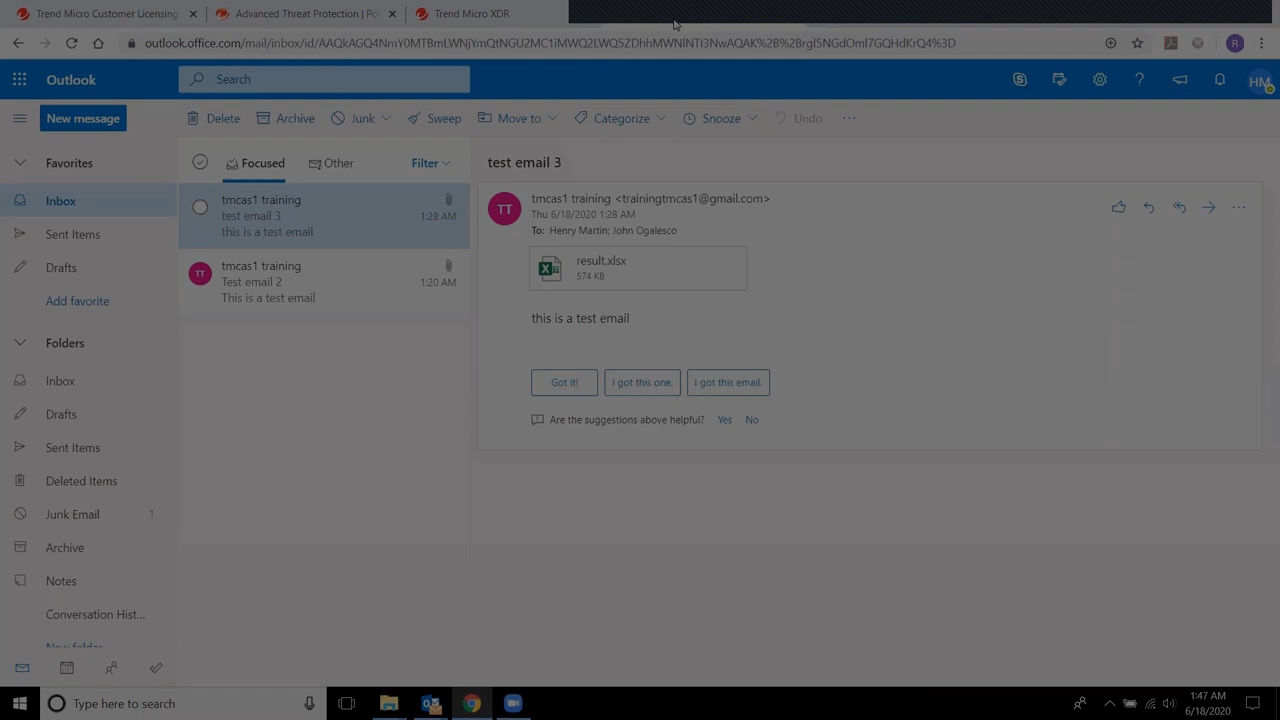 Trend Micro Customer Licensing
Advanced Threat Protection | Pol
Trend Micro XDR
outlook.office.com/mail/inbox/id/AAQkAGQ4NmY0MTBmLWNjYmQtNGU2MC1iMWQ2LWQ5ZDhhMWNlNTI3NwAQAK%2B%2BrgI5NGdOml7GQHdKrQ4%3D
R
Outlook
Search
HM
New message
Delete
Archive
Junk
Sweep
Move to
Categorize
Snooze
Undo
Favorites
Inbox
Sent Items
Drafts
Add favorite
Folders
Inbox
Drafts
Sent Items
Deleted Items
Junk Email 1
Archive
Notes
Conversation Hist...
New folder
Focused
Other
Filter
tmcas1 training
test email 3 1:28 AM
this is a test email
TT
tmcas1 training
Test email 2 1:20 AM
This is a test email
test email 3
TT
tmcas1 training <trainingtmcas1@gmail.com>
Thu 6/18/2020 1:28 AM
To: Henry Martin; John Ogalesco
result.xlsx
574 KB
this is a test email
Got it!
I got this one.
I got this email.
Are the suggestions above helpful? Yes No
Type here to search
1:47 AM
6/18/2020